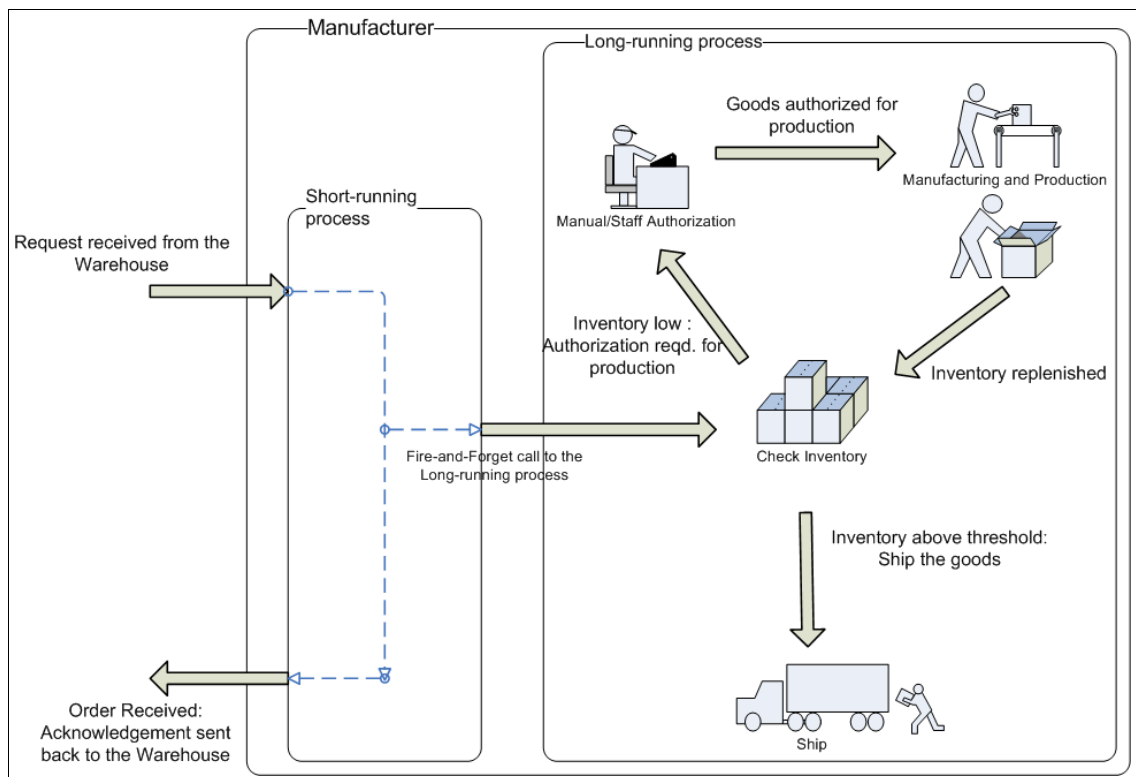 Manufacturer
Long-running process
Goods authorized for
production
Manufacturing and Production
Manual/Staff Authorization
Short-running
process
Request received from the
Warehouse
Inventory low :
Authorization reqd. for
production
Inventory replenished
Fire-and-Forget call to the
Long-running process
Check Inventory
Inventory above threshold:
Ship the goods
Order Received:
Acknowledgement sent
back to the Warehouse
Ship